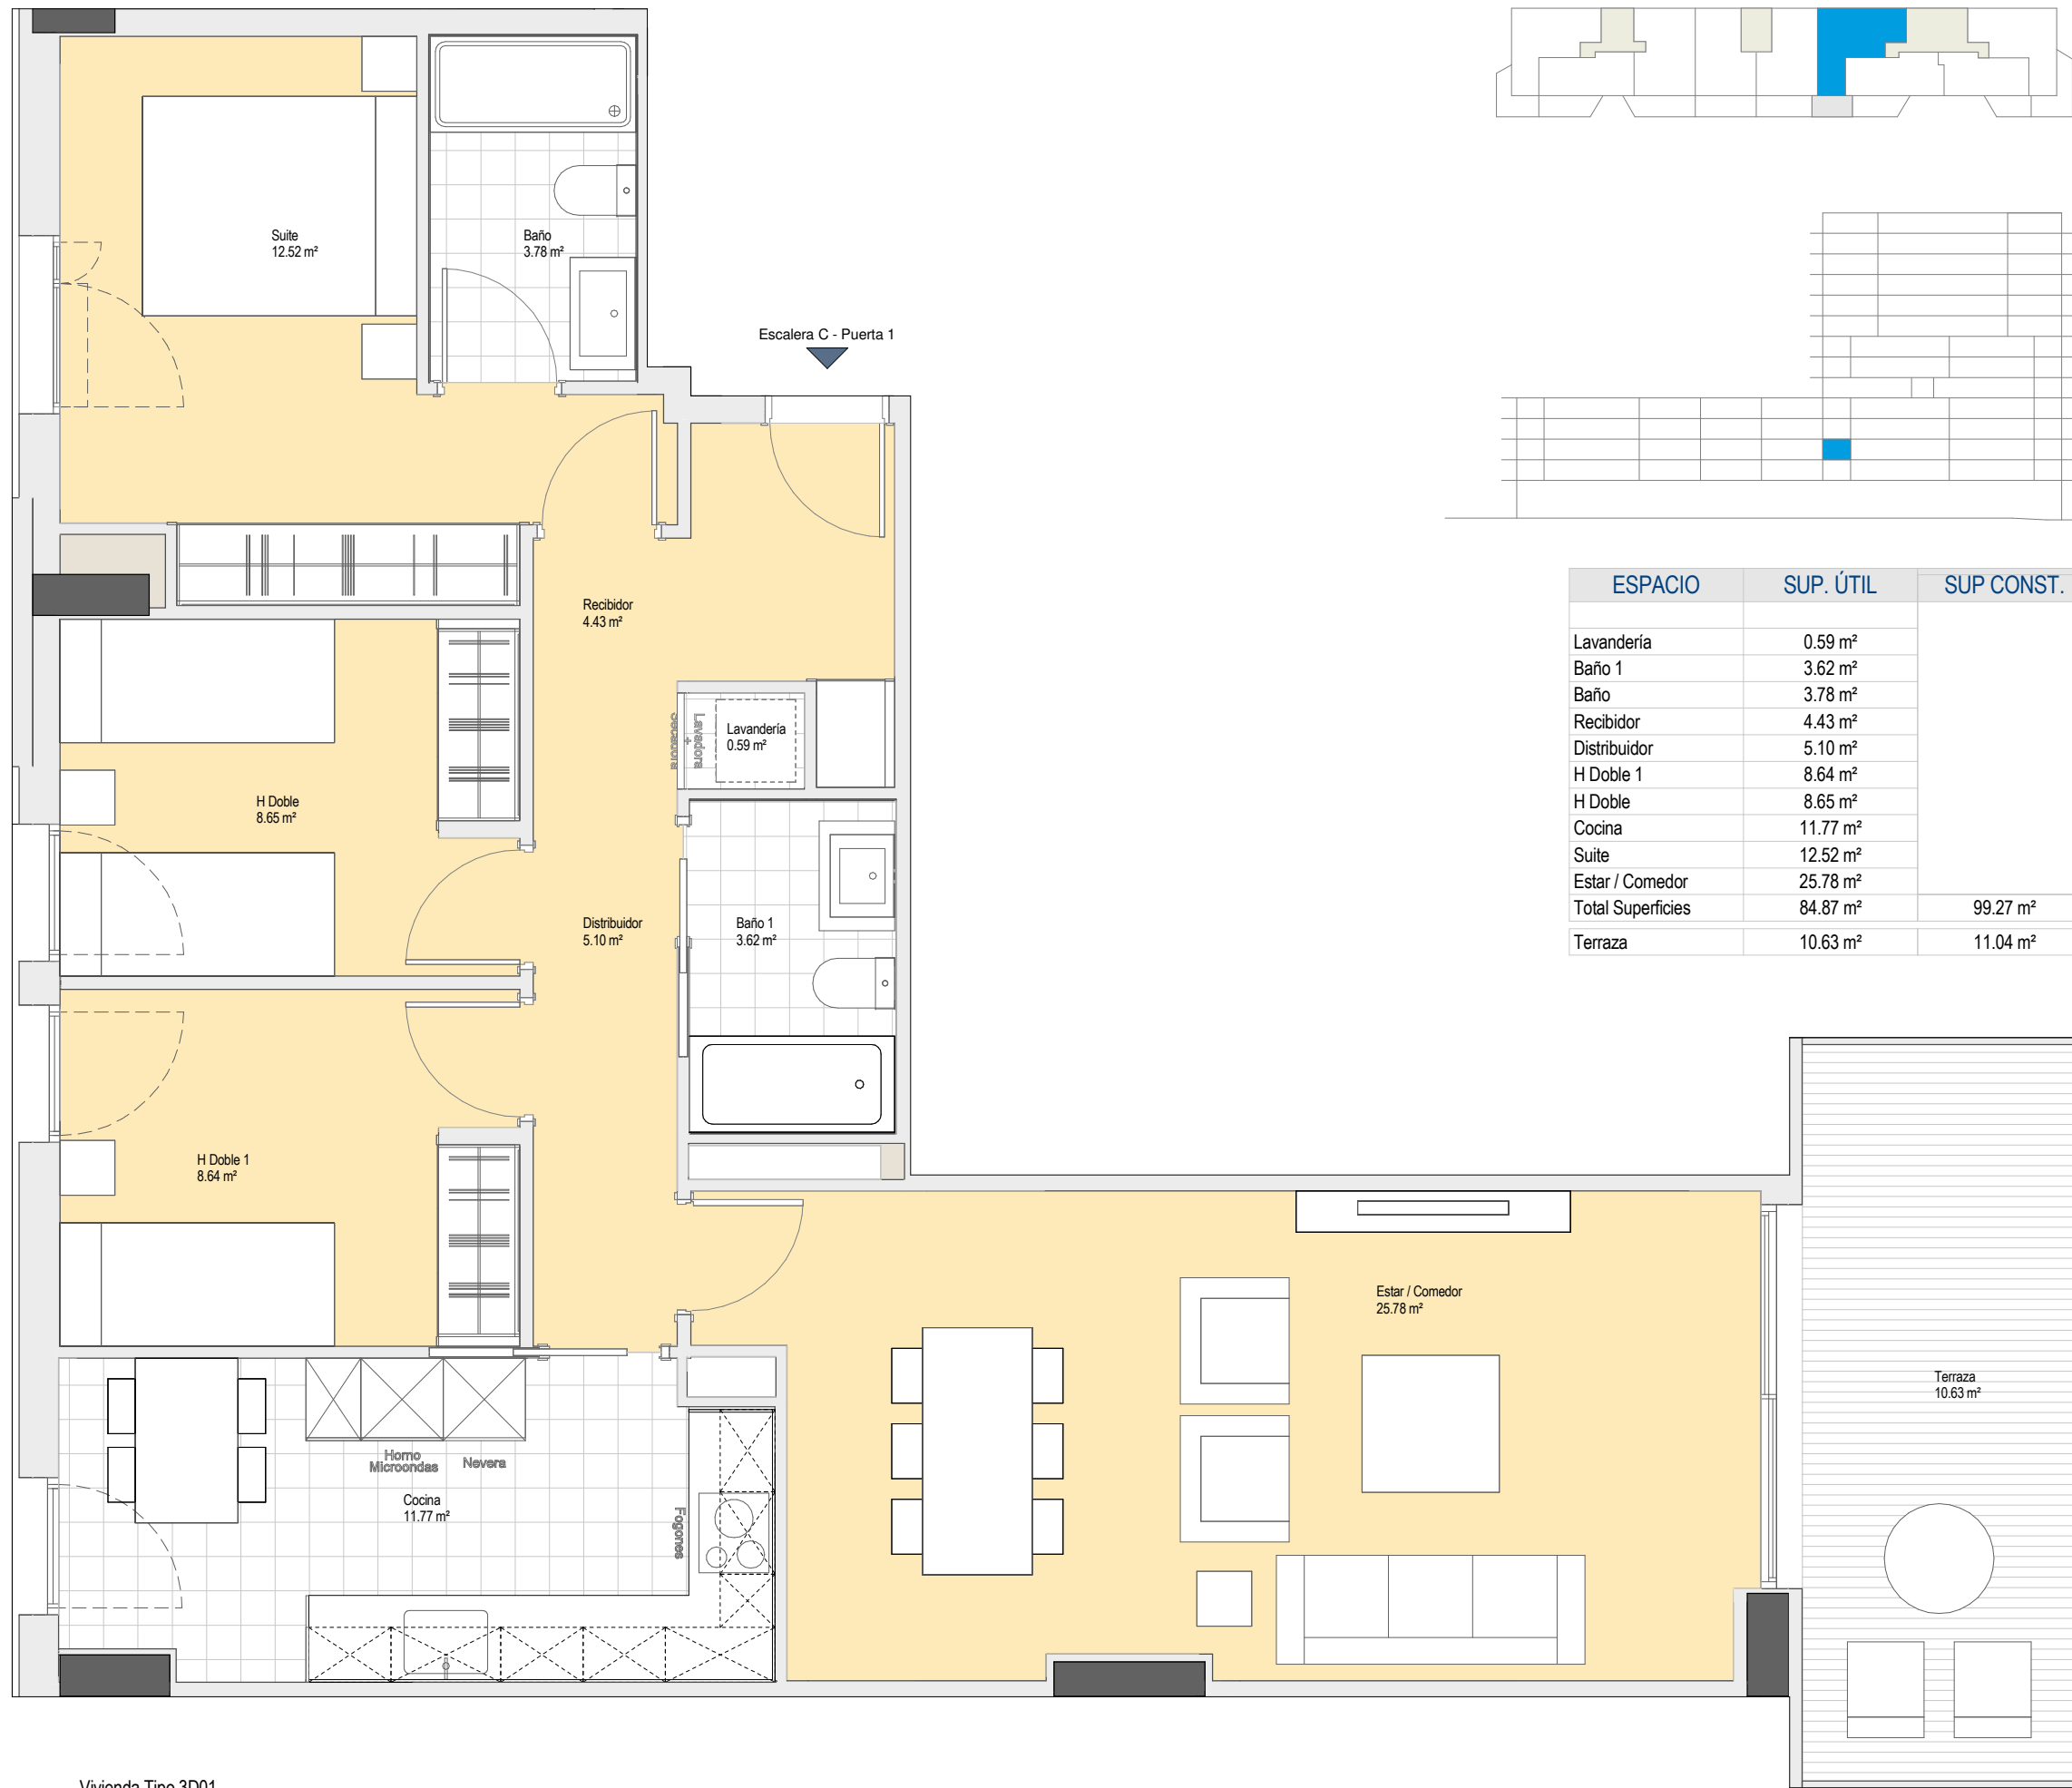 Suite
12.52 m²
Baño
3.78 m²
Escalera C - Puerta 1
Recibidor
4.43 m²
Lavadora
+
Secadora
Lavandería
0.59 m²
H Doble
8.65 m²
Distribuidor
5.10 m²
Baño 1
3.62 m²
H Doble 1
8.64 m²
Estar / Comedor
25.78 m²
Terraza
10.63 m²
Horno
Microondas
Nevera
Cocina
11.77 m²
Fogones
ESPACIO SUP. ÚTIL SUP CONST.
Lavandería 0.59 m²
Baño 1 3.62 m²
Baño 3.78 m²
Recibidor 4.43 m²
Distribuidor 5.10 m²
H Doble 1 8.64 m²
H Doble 8.65 m²
Cocina 11.77 m²
Suite 12.52 m²
Estar / Comedor 25.78 m²
Total Superficies 84.87 m² 99.27 m²
Terraza 10.63 m² 11.04 m²
Vivienda Tipo 3D01